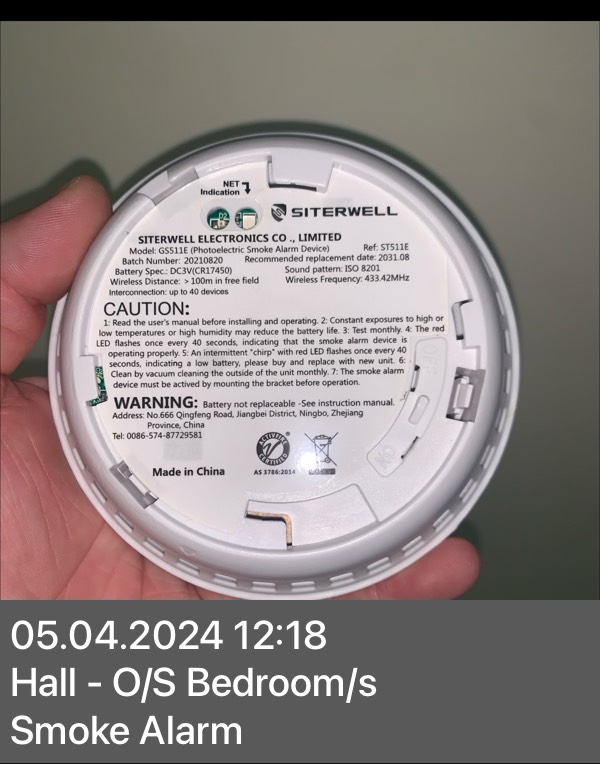 NET
Indication
SITERWELL
SITERWELL ELECTRONICS CO ., LIMITED
Model: GS511E (Photoelectric Smoke Alarm Device) Ref: ST511E
Batch Number: 20210820 Recommended replacement date: 2031.08
Battery Spec.: DC3V(CR17450) Sound pattern: ISO 8201
Wireless Distance: > 100m in free field Wireless Frequency: 433.42MHz
Interconnection: up to 40 devices
CAUTION:
1: Read the user's manual before installing and operating. 2: Constant exposures to high or
low temperatures or high humidity may reduce the battery life. 3: Test monthly. 4: The red
LED flashes once every 40 seconds, indicating that the smoke alarm device is
operating properly. 5: An intermittent "chirp" with red LED flashes once every 40
seconds, indicating a low battery, please buy and replace with new unit. 6:
Clean by vacuum cleaning the outside of the unit monthly. 7: The smoke alarm
device must be actived by mounting the bracket before operation.
WARNING: Battery not replaceable -See instruction manual.
Address: No.666 Qingfeng Road, Jiangbei District, Ningbo, Zhejiang
Province, China
Tel: 0086-574-87729581
Made in China
AS 3786:2014
05.04.2024 12:18
Hall - O/S Bedroom/s
Smoke Alarm